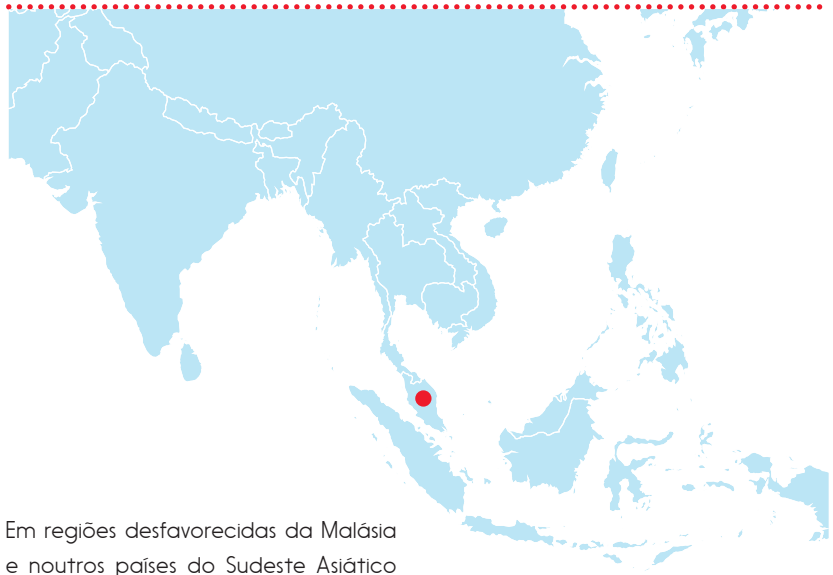 Em regiões desfavorecidas da Malásia
e noutros países do Sudeste Asiático